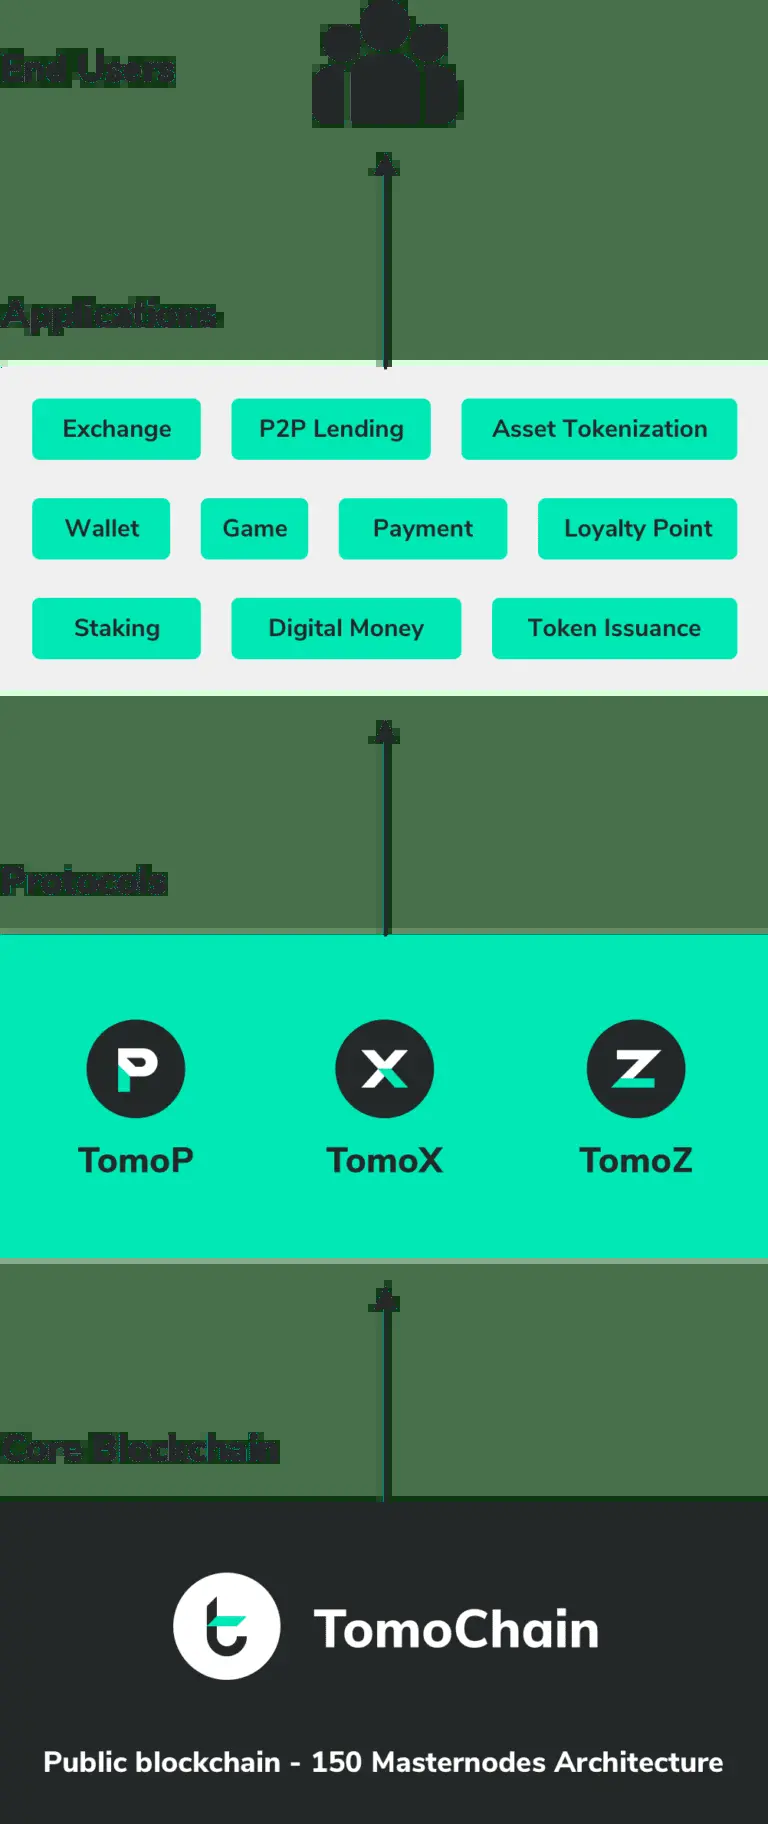 End Users
Applications
Exchange P2P Lending Asset Tokenization
Wallet Game Payment Loyalty Point
Staking Digital Money Token Issuance
Protocols
P X Z
TomoP TomoX TomoZ
Core Blockchain
t TomoChain
Public blockchain - 150 Masternodes Architecture